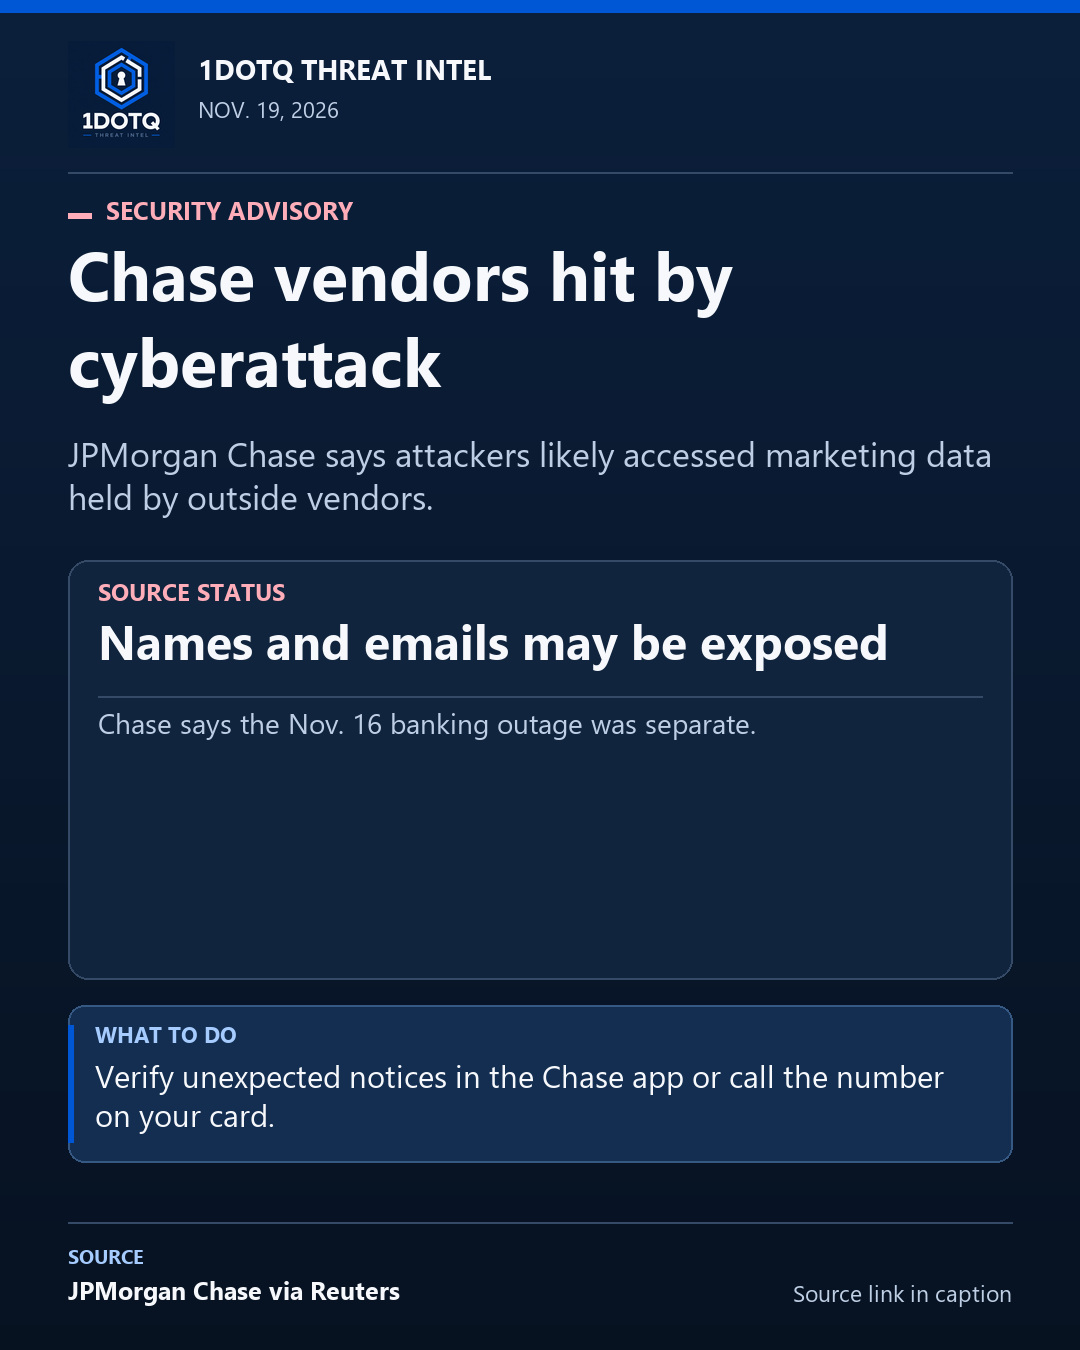 1DOTQ
THREAT INTEL
1DOTQ THREAT INTEL
NOV. 19, 2026
SECURITY ADVISORY
Chase vendors hit by
cyberattack
JPMorgan Chase says attackers likely accessed marketing data
held by outside vendors.
SOURCE STATUS
Names and emails may be exposed
Chase says the Nov. 16 banking outage was separate.
WHAT TO DO
Verify unexpected notices in the Chase app or call the number
on your card.
SOURCE
JPMorgan Chase via Reuters
Source link in caption